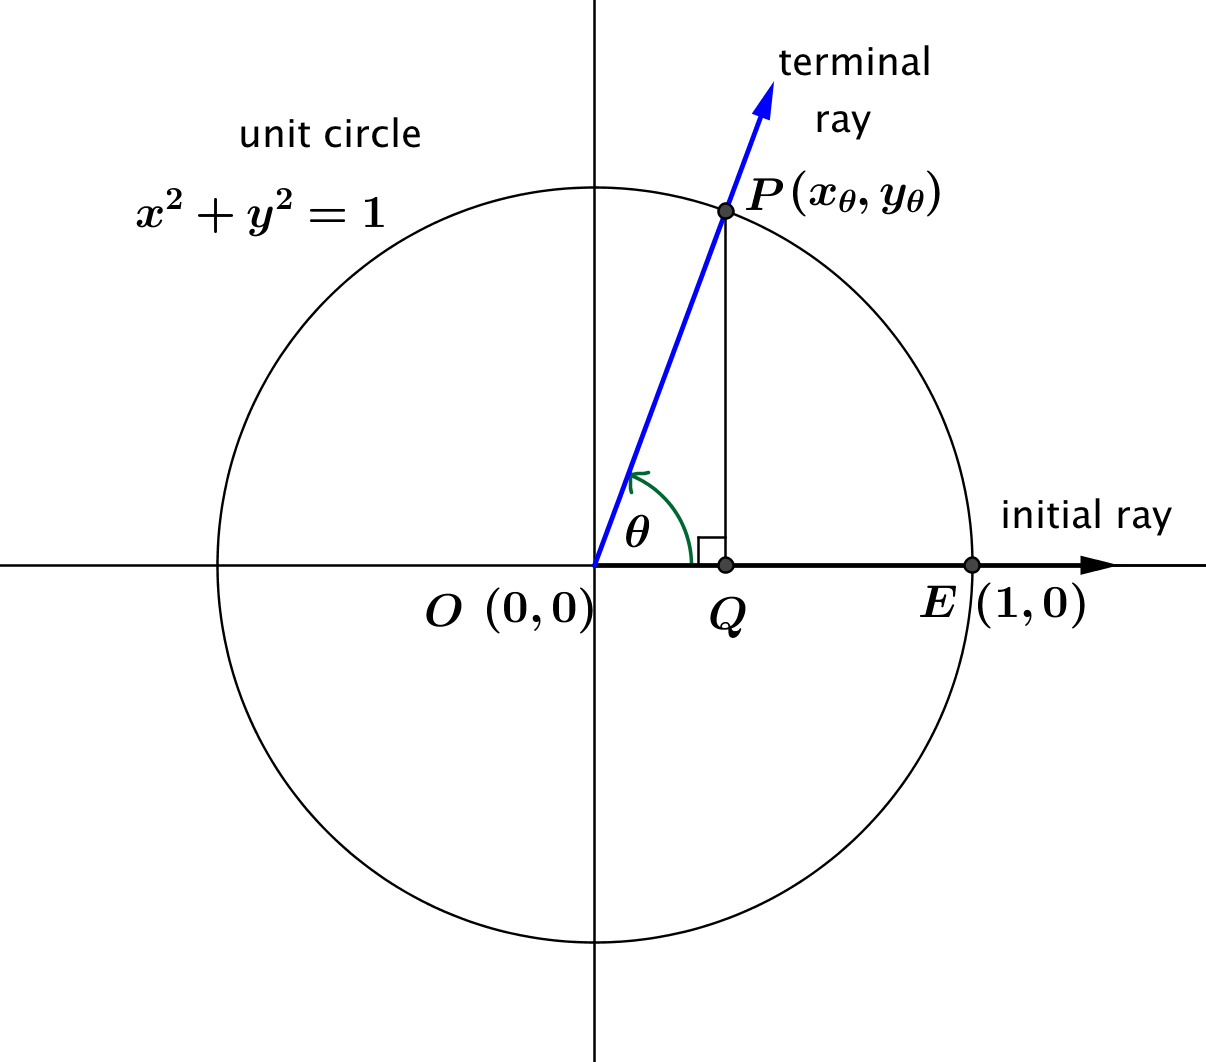 terminal
ray
unit circle
x² + y² = 1
P(x_θ, y_θ)
initial ray
θ
O (0, 0)
Q
E (1, 0)